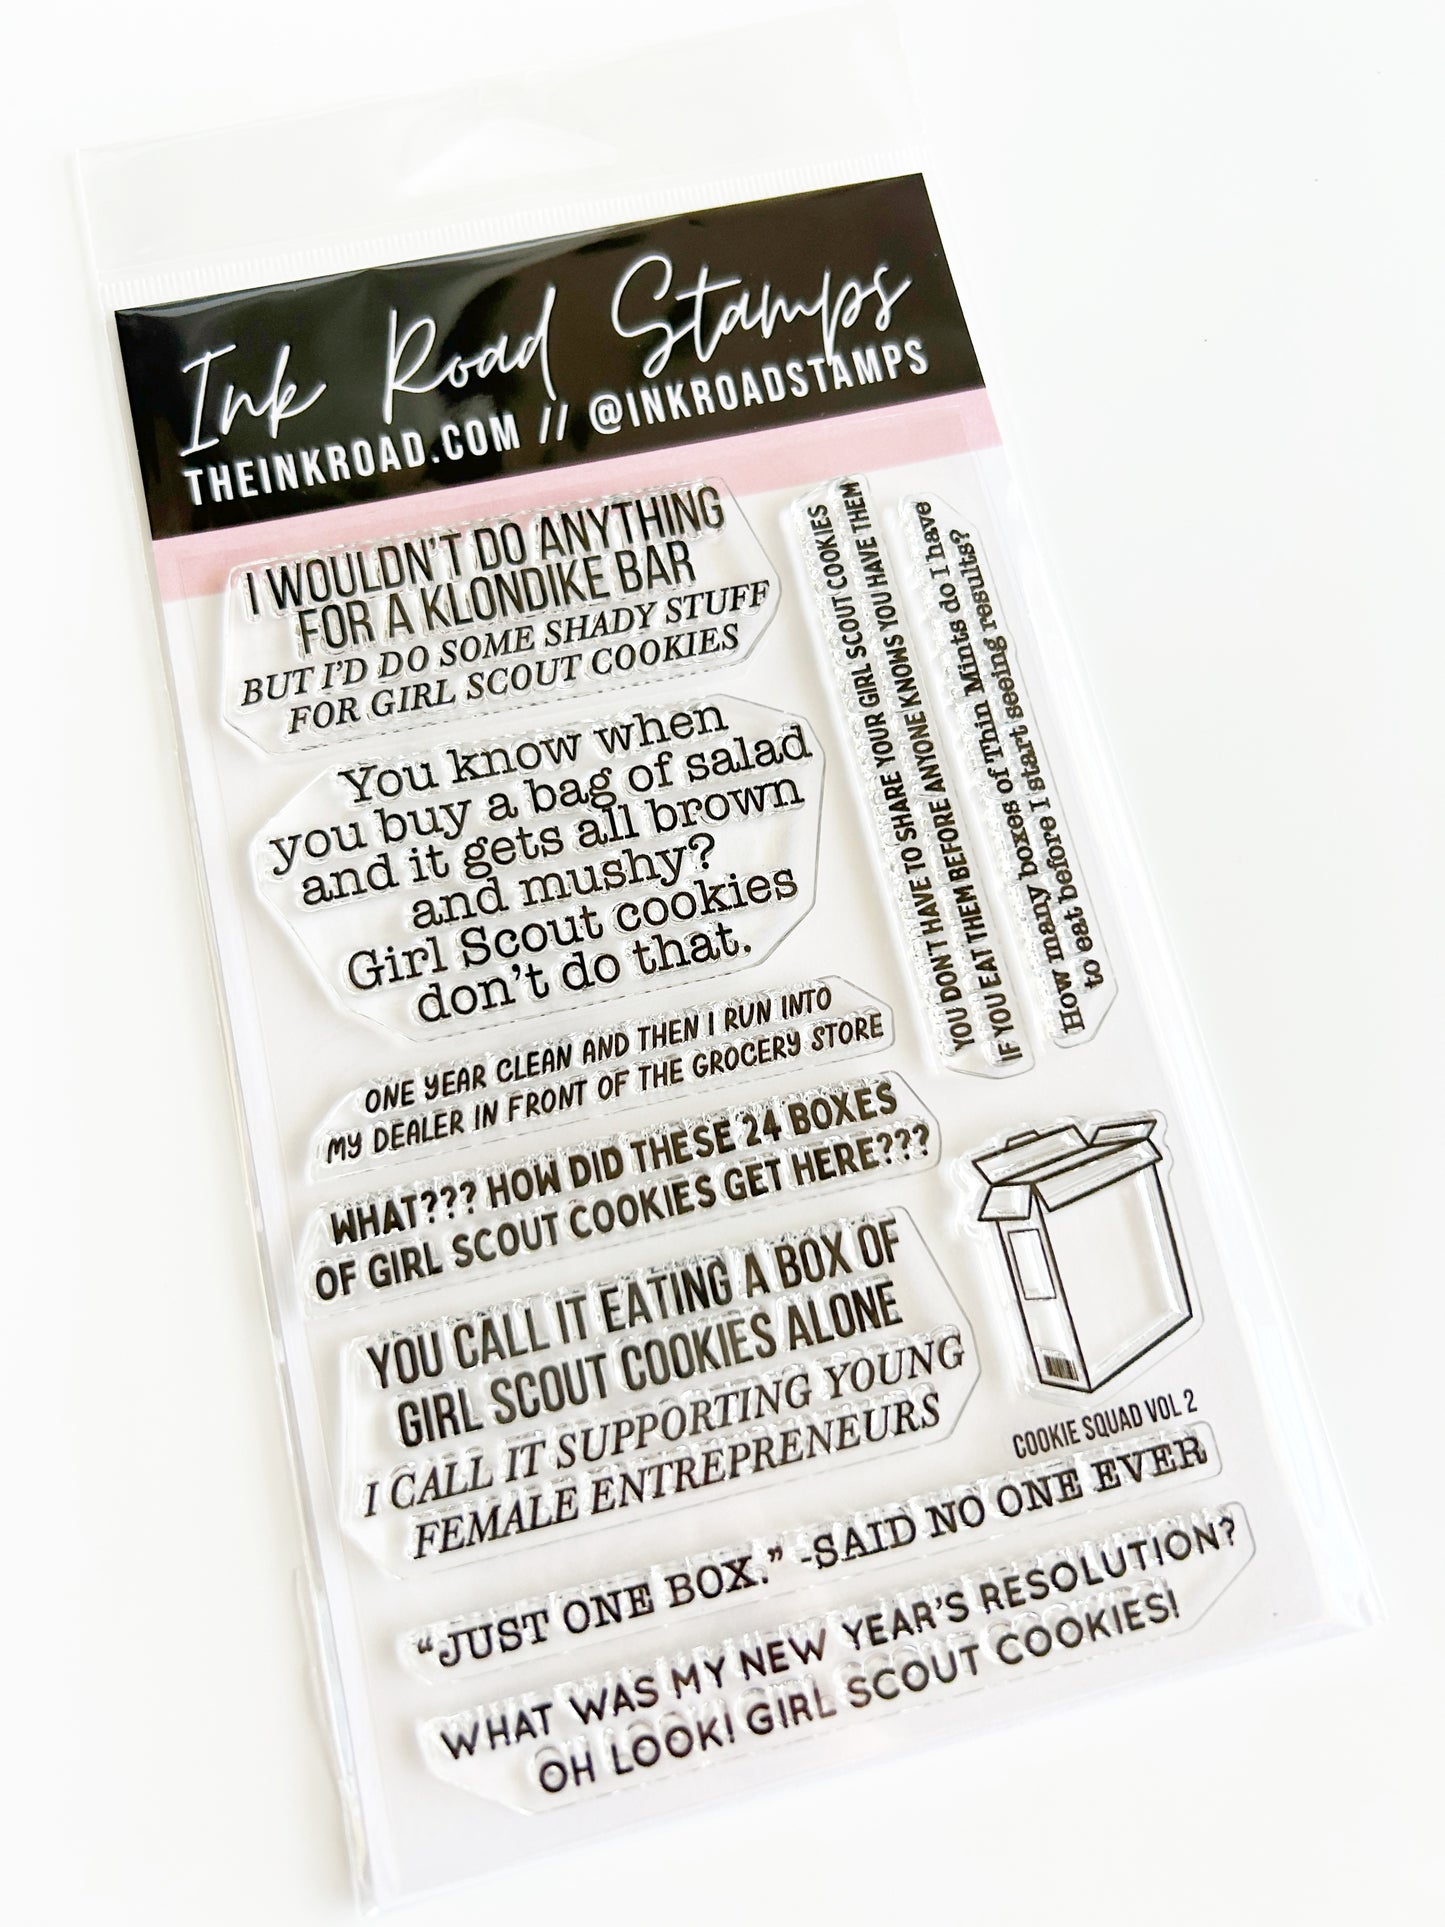 Ink Road Stamps
THEINKROAD.COM // @INKROADSTAMPS
I WOULDN'T DO ANYTHING
FOR A KLONDIKE BAR
BUT I'D DO SOME SHADY STUFF
FOR GIRL SCOUT COOKIES
You know when
you buy a bag of salad
and it gets all brown
and mushy?
Girl Scout cookies
don't do that.
ONE YEAR CLEAN AND THEN I RUN INTO
MY DEALER IN FRONT OF THE GROCERY STORE
WHAT??? HOW DID THESE 24 BOXES
OF GIRL SCOUT COOKIES GET HERE???
YOU CALL IT EATING A BOX OF
GIRL SCOUT COOKIES ALONE
I CALL IT SUPPORTING YOUNG
FEMALE ENTREPRENEURS
YOU DON'T HAVE TO SHARE YOUR GIRL SCOUT COOKIES
IF YOU EAT THEM BEFORE ANYONE KNOWS YOU HAVE THEM
How many boxes of Thin Mints do I have
to eat before I start seeing results?
COOKIE SQUAD VOL 2
"JUST ONE BOX." -SAID NO ONE EVER
WHAT WAS MY NEW YEAR'S RESOLUTION?
OH LOOK! GIRL SCOUT COOKIES!